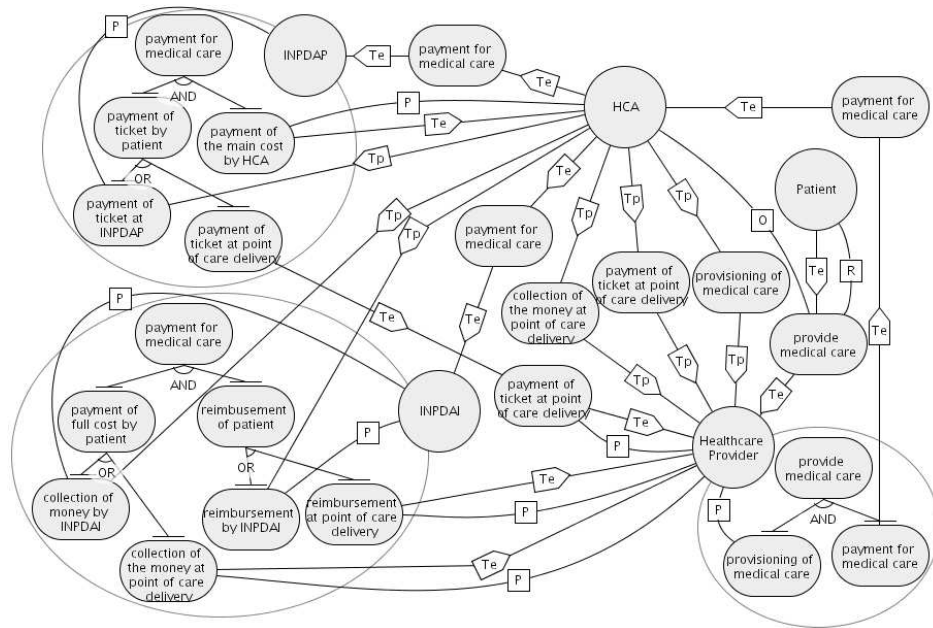 P
payment for
medical care
INPDAP
Te
payment for
medical care
Te
HCA
Te
payment for
medical care
AND
payment of
ticket by
patient
payment of
the main cost
by HCA
P
Te
Tp
OR
payment of
ticket at
INPDAP
payment of
ticket at point
of care delivery
Patient
Te
R
O
Te
Tp
Tp
Tp
Tp
Tp
payment for
medical care
collection of
the money at
point of care
delivery
payment of
ticket at point
of care delivery
provisioning of
medical care
provide
medical care
Te
Te
Te
Tp
Tp
Tp
Te
P
payment for
medical care
AND
payment of
full cost by
patient
reimbusement
of patient
INPDAI
P
payment of
ticket at point
of care delivery
Te
P
Healthcare
Provider
OR
OR
collection of
money by
INPDAI
reimbursement
by INPDAI
reimbursement
at point of care
delivery
Te
P
collection of
the money at
point of care
delivery
Te
P
provide
medical care
AND
P
provisioning of
medical care
payment for
medical care